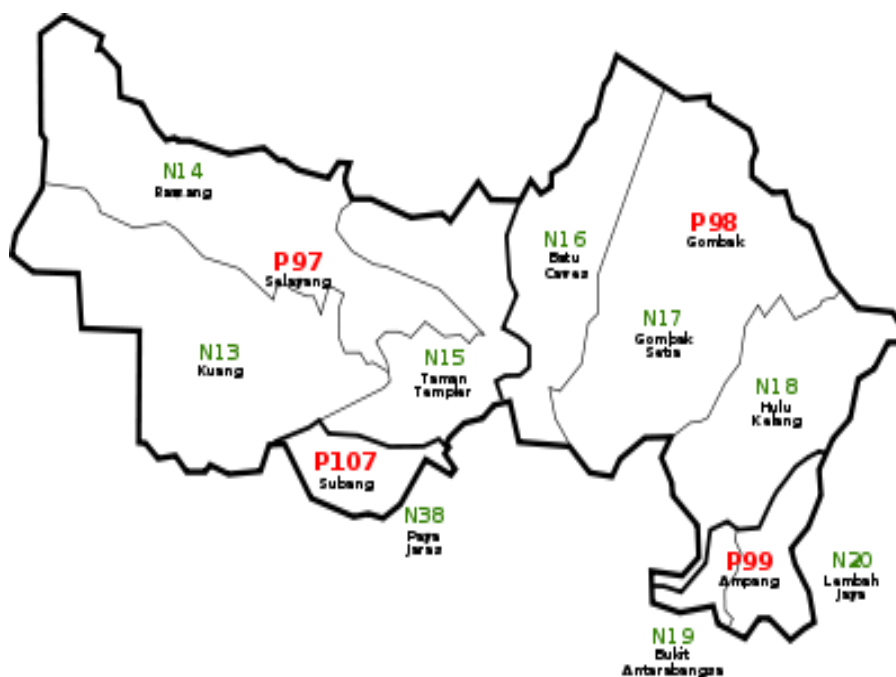 N14
Rawang
P97
Selayang
N13
Kuang
N15
Taman
Templer
P107
Subang
N38
Paya
Jaras
N16
Batu
Caves
P98
Gombak
N17
Gombak
Setia
N18
Hulu
Kelang
P99
Ampang
N20
Lembah
Jaya
N19
Bukit
Antarabangsa